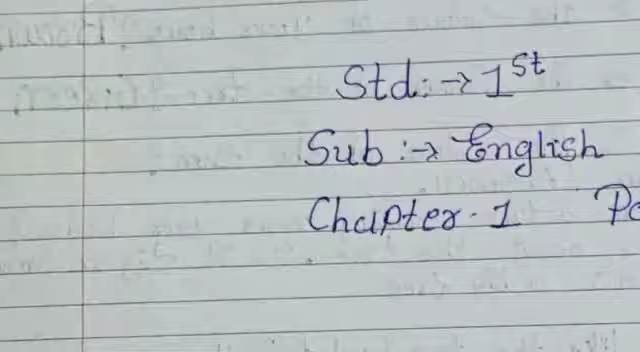 Std: → 1st
Sub :→ English
Chapter · 1